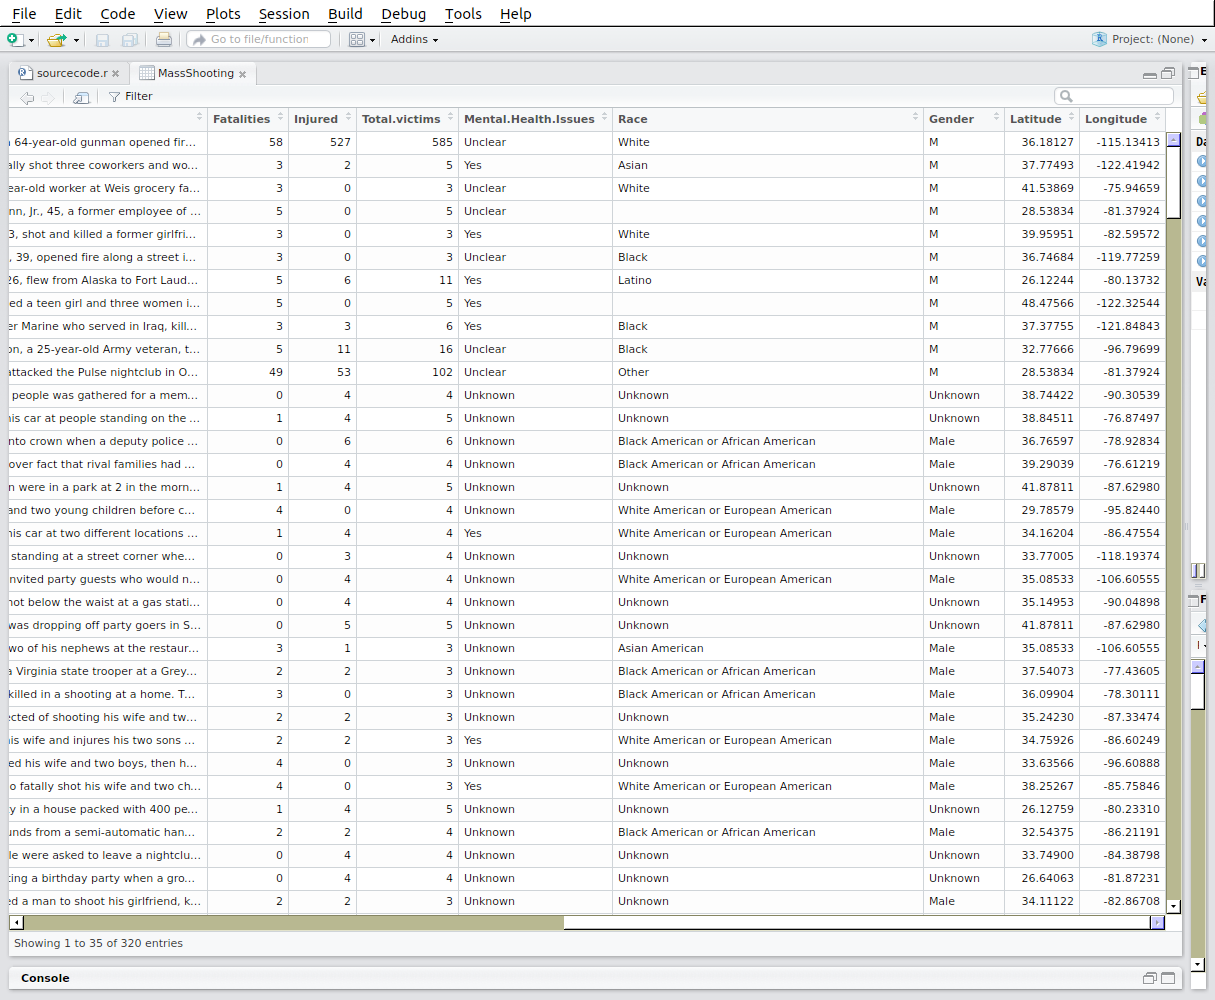 File Edit Code View Plots Session Build Debug Tools Help
Go to file/function Addins Project: (None)
sourcecode.r MassShooting
Filter
Fatalities Injured Total.victims Mental.Health.Issues Race Gender Latitude Longitude
64-year-old gunman opened fir... 58 527 585 Unclear White M 36.18127 -115.13413
ally shot three coworkers and wo... 3 2 5 Yes Asian M 37.77493 -122.41942
ear-old worker at Weis grocery fa... 3 0 3 Unclear White M 41.53869 -75.94659
nn, Jr., 45, a former employee of ... 5 0 5 Unclear M 28.53834 -81.37924
3, shot and killed a former girlfri... 3 0 3 Yes White M 39.95951 -82.59572
, 39, opened fire along a street i... 3 0 3 Unclear Black M 36.74684 -119.77259
26, flew from Alaska to Fort Laud... 5 6 11 Yes Latino M 26.12244 -80.13732
ed a teen girl and three women i... 5 0 5 Yes M 48.47566 -122.32544
er Marine who served in Iraq, kill... 3 3 6 Yes Black M 37.37755 -121.84843
on, a 25-year-old Army veteran, t... 5 11 16 Unclear Black M 32.77666 -96.79699
attacked the Pulse nightclub in O... 49 53 102 Unclear Other M 28.53834 -81.37924
people was gathered for a mem... 0 4 4 Unknown Unknown Unknown 38.74422 -90.30539
his car at people standing on the ... 1 4 5 Unknown Unknown Unknown 38.84511 -76.87497
nto crown when a deputy police ... 0 6 6 Unknown Black American or African American Male 36.76597 -78.92834
over fact that rival families had ... 0 4 4 Unknown Black American or African American Male 39.29039 -76.61219
n were in a park at 2 in the morn... 1 4 5 Unknown Unknown Unknown 41.87811 -87.62980
and two young children before c... 4 0 4 Unknown White American or European American Male 29.78579 -95.82440
his car at two different locations ... 1 4 4 Yes White American or European American Male 34.16204 -86.47554
standing at a street corner whe... 0 3 4 Unknown Unknown Unknown 33.77005 -118.19374
nvited party guests who would n... 0 4 4 Unknown White American or European American Male 35.08533 -106.60555
not below the waist at a gas stati... 0 4 4 Unknown Unknown Unknown 35.14953 -90.04898
was dropping off party goers in S... 0 5 5 Unknown Unknown Unknown 41.87811 -87.62980
wo of his nephews at the restaur... 3 1 3 Unknown Asian American Male 35.08533 -106.60555
a Virginia state trooper at a Grey... 2 2 3 Unknown Black American or African American Male 37.54073 -77.43605
killed in a shooting at a home. T... 3 0 3 Unknown Black American or African American Male 36.09904 -78.30111
ected of shooting his wife and tw... 2 2 3 Unknown Unknown Male 35.24230 -87.33474
is wife and injures his two sons ... 2 2 3 Yes White American or European American Male 34.75926 -86.60249
ed his wife and two boys, then h... 4 0 3 Unknown Unknown Male 33.63566 -96.60888
o fatally shot his wife and two ch... 4 0 3 Yes White American or European American Male 38.25267 -85.75846
y in a house packed with 400 pe... 1 4 5 Unknown Unknown Unknown 26.12759 -80.23310
unds from a semi-automatic han... 2 2 4 Unknown Black American or African American Male 32.54375 -86.21191
le were asked to leave a nightclu... 0 4 4 Unknown Unknown Unknown 33.74900 -84.38798
ting a birthday party when a gro... 0 4 4 Unknown Unknown Unknown 26.64063 -81.87231
ed a man to shoot his girlfriend, k... 2 2 3 Unknown Unknown Male 34.11122 -82.86708
Showing 1 to 35 of 320 entries
Console